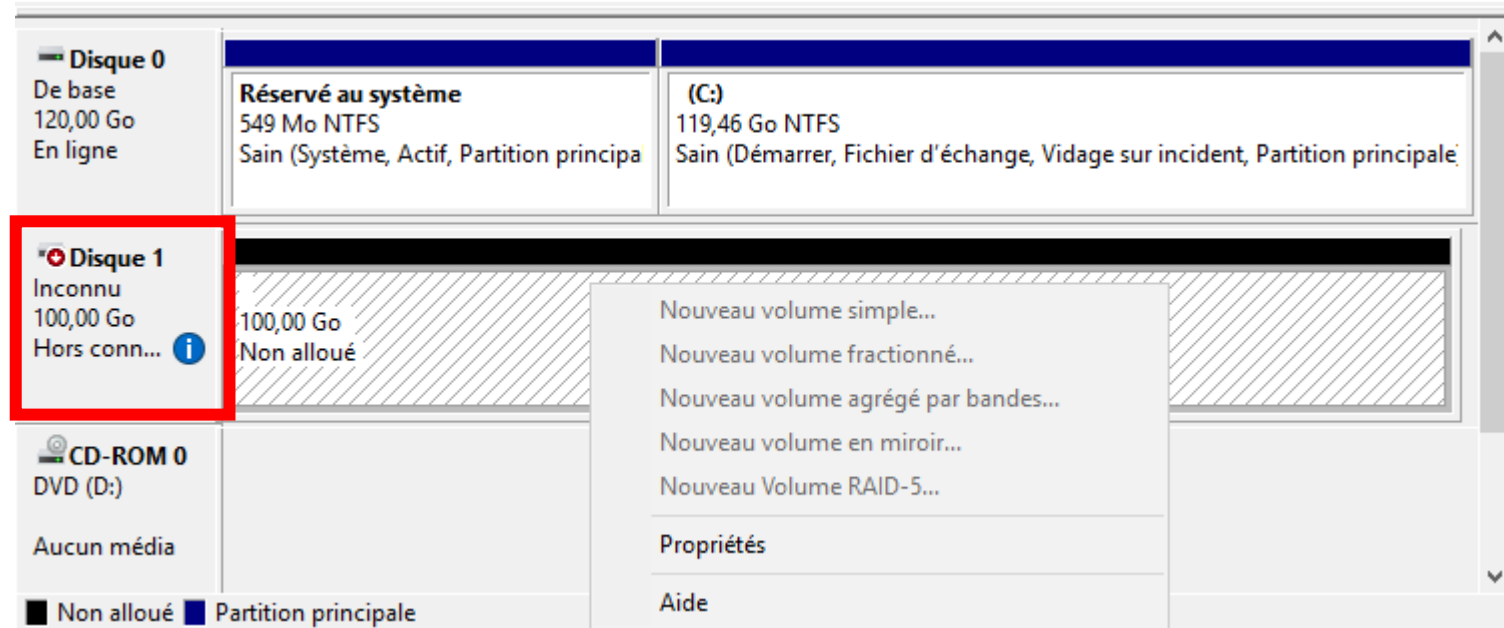 Disque 0
De base
120,00 Go
En ligne
Réservé au système
549 Mo NTFS
Sain (Système, Actif, Partition principa
(C:)
119,46 Go NTFS
Sain (Démarrer, Fichier d'échange, Vidage sur incident, Partition principale)
Disque 1
Inconnu
100,00 Go
Hors conn...
100,00 Go
Non alloué
Nouveau volume simple...
Nouveau volume fractionné...
Nouveau volume agrégé par bandes...
Nouveau volume en miroir...
Nouveau Volume RAID-5...
Propriétés
Aide
CD-ROM 0
DVD (D:)
Aucun média
Non alloué Partition principale